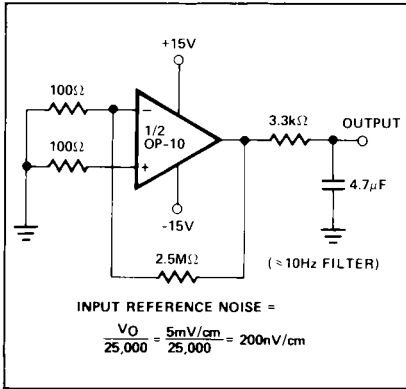 +15V
100Ω
−
1/2
OP-10
100Ω
+
3.3kΩ
OUTPUT
4.7μF
-15V
2.5MΩ
(≈10Hz FILTER)
INPUT REFERENCE NOISE =
VO
25,000
= 5mV/cm
25,000
= 200nV/cm